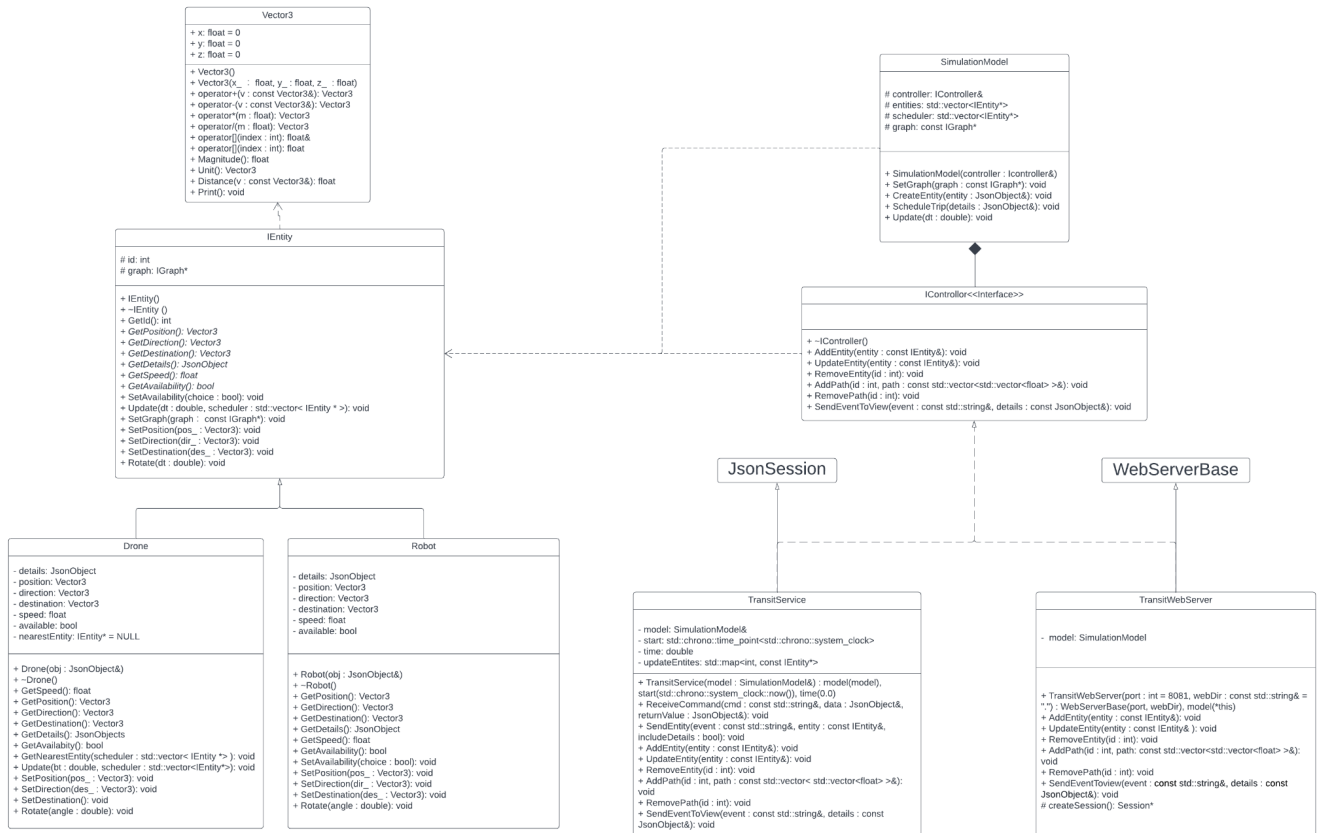 Vector3
+ x: float = 0
+ y: float = 0
+ z: float = 0
+ Vector3()
+ Vector3(x_ : float, y_ : float, z_ : float)
+ operator+(v : const Vector3&): Vector3
+ operator-(v : const Vector3&): Vector3
+ operator*(m : float): Vector3
+ operator/(m : float): Vector3
+ operator[](index : int): float&
+ operator[](index : int): float
+ Magnitude(): float
+ Unit(): Vector3
+ Distance(v : const Vector3&): float
+ Print(): void
SimulationModel
# controller: IController&
# entities: std::vector<IEntity*>
# scheduler: std::vector<IEntity*>
# graph: const IGraph*
+ SimulationModel(controller : Icontroller&)
+ SetGraph(graph : const IGraph*): void
+ CreateEntity(entity : JsonObject&): void
+ ScheduleTrip(details : JsonObject&): void
+ Update(dt : double): void
IEntity
# id: int
# graph: IGraph*
+ IEntity()
+ ~IEntity ()
+ GetId(): int
+ GetPosition(): Vector3
+ GetDirection(): Vector3
+ GetDestination(): Vector3
+ GetDetails(): JsonObject
+ GetSpeed(): float
+ GetAvailability(): bool
+ SetAvailability(choice : bool): void
+ Update(dt : double, scheduler : std::vector< IEntity * >): void
+ SetGraph(graph : const IGraph*): void
+ SetPosition(pos_ : Vector3): void
+ SetDirection(dir_ : Vector3): void
+ SetDestination(des_ : Vector3): void
+ Rotate(dt : double): void
IControllor<<Interface>>
+ ~IController()
+ AddEntity(entity : const IEntity&): void
+ UpdateEntity(entity : const IEntity&): void
+ RemoveEntity(id : int): void
+ AddPath(id : int, path : const std::vector<std::vector<float> >&): void
+ RemovePath(id : int): void
+ SendEventToView(event : const std::string&, details : const JsonObject&): void
JsonSession
WebServerBase
Drone
- details: JsonObject
- position: Vector3
- direction: Vector3
- destination: Vector3
- speed: float
- available: bool
- nearestEntity: IEntity* = NULL
+ Drone(obj : JsonObject&)
+ ~Drone()
+ GetSpeed(): float
+ GetPosition(): Vector3
+ GetDirection(): Vector3
+ GetDestination(): Vector3
+ GetDetails(): JsonObjects
+ GetAvailabity(): bool
+ GetNearestEntity(scheduler : std::vector< IEntity *> ): void
+ Update(bt : double, scheduler : std::vector<IEntity*>): void
+ SetPosition(pos_ : Vector3): void
+ SetDirection(des_ : Vector3): void
+ SetDestination(): void
+ Rotate(angle : double): void
Robot
- details: JsonObject
- position: Vector3
- direction: Vector3
- destination: Vector3
- speed: float
- available: bool
+ Robot(obj : JsonObject&)
+ ~Robot()
+ GetPosition(): Vector3
+ GetDirection(): Vector3
+ GetDestination(): Vector3
+ GetDetails(): JsonObject
+ GetSpeed(): float
+ GetAvailability(): bool
+ SetAvailability(choice : bool): void
+ SetPosition(pos_ : Vector3): void
+ SetDirection(dir_ : Vector3): void
+ SetDestination(des_ : Vector3): void
+ Rotate(angle : double): void
TransitService
- model: SimulationModel&
- start: std::chrono::time_point<std::chrono::system_clock>
- time: double
- updateEntites: std::map<int, const IEntity*>
+ TransitService(model : SimulationModel&) : model(model),
start(std::chrono::system_clock::now()), time(0.0)
+ ReceiveCommand(cmd : const std::string&, data : JsonObject&,
returnValue : JsonObject&): void
+ SendEntity(event : const std::string&, entity : const IEntity&,
includeDetails : bool): void
+ AddEntity(entity : const IEntity&): void
+ UpdateEntity(entity : const IEntity&): void
+ RemoveEntity(id : int): void
+ AddPath(id : int, path : const std::vector< std::vector<float> >&):
void
+ RemovePath(id : int): void
+ SendEventToView(event : const std::string&, details : const
JsonObject&): void
TransitWebServer
- model: SimulationModel
+ TransitWebServer(port : int = 8081, webDir : const std::string& =
".") : WebServerBase(port, webDir), model(*this)
+ AddEntity(entity : const IEntity&): void
+ UpdateEntity(entity : const IEntity& ): void
+ RemoveEntity(id : int): void
+ AddPath(id : int, path: const std::vector<std::vector<float> >&):
void
+ RemovePath(id : int): void
+ SendEventToview(event : const std::string&, details : const
JsonObject&): void
# createSession(): Session*